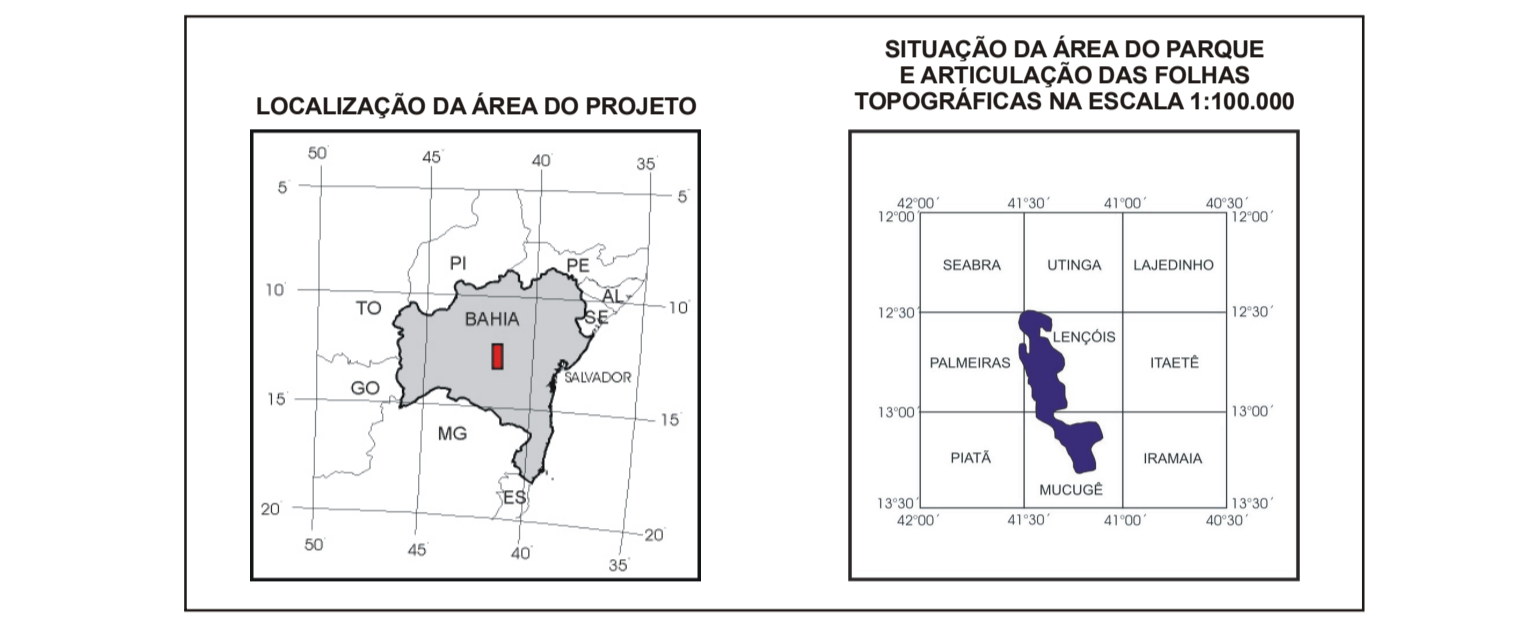 LOCALIZAÇÃO DA ÁREA DO PROJETO
50°
45°
40°
35°
5°
5°
PI
PE
10°
TO
BAHIA
AL
10°
SE
GO
SALVADOR
15°
MG
15°
ES
20°
20°
50°
45°
40°
35°
SITUAÇÃO DA ÁREA DO PARQUE
E ARTICULAÇÃO DAS FOLHAS
TOPOGRÁFICAS NA ESCALA 1:100.000
42°00´ 41°30´ 41°00´ 40°30´
12°00´ 12°00´
SEABRA UTINGA LAJEDINHO
12°30´ 12°30´
LENÇÓIS
PALMEIRAS ITAETÊ
13°00´ 13°00´
PIATÃ IRAMAIA
MUCUGÊ
13°30´ 13°30´
42°00´ 41°30´ 41°00´ 40°30´